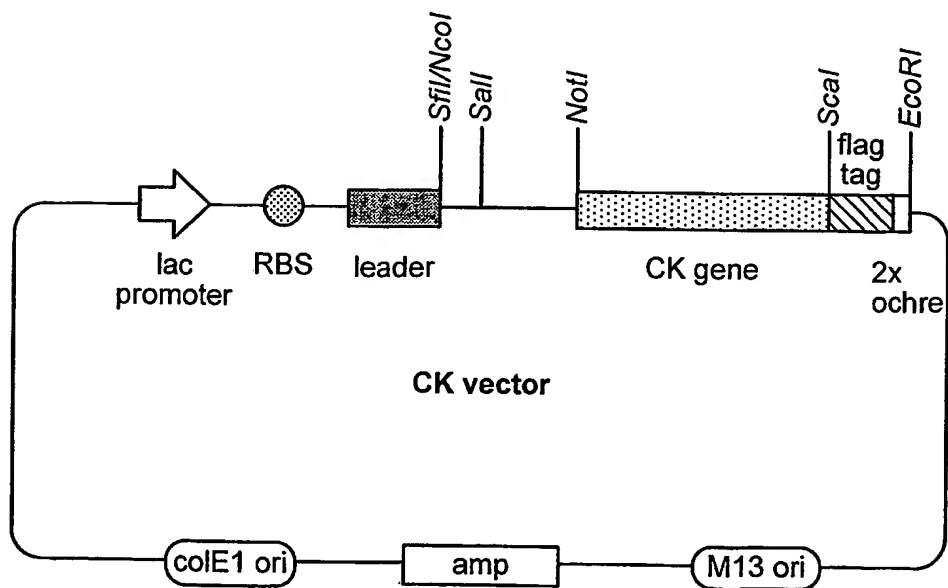 SfiI/NcoI
SalI
NotI
ScaI
EcoRI
flag
tag
lac
promoter
RBS
leader
CK gene
2x
ochre
CK vector
colE1 ori
amp
M13 ori